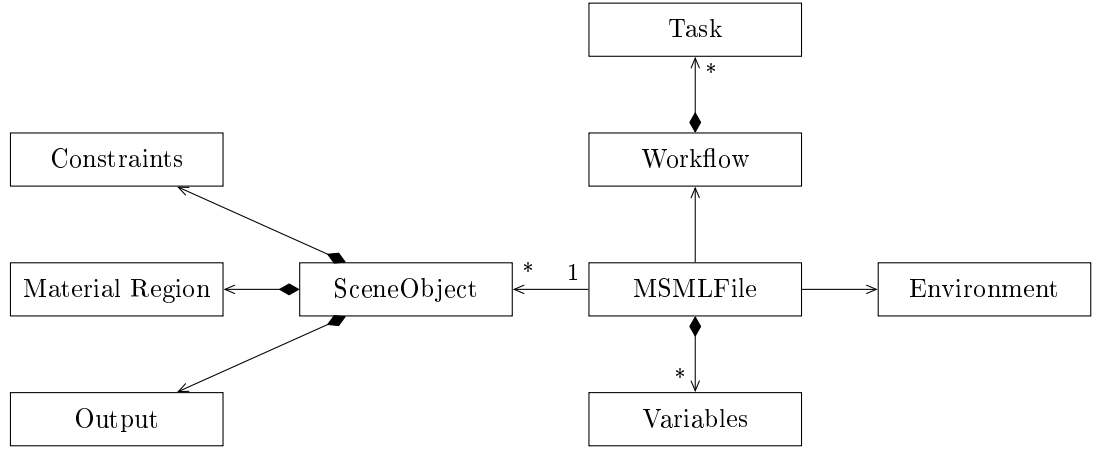 Task
*
Constraints
Workflow
Material Region
SceneObject
*
1
MSMLFile
Environment
*
Output
Variables